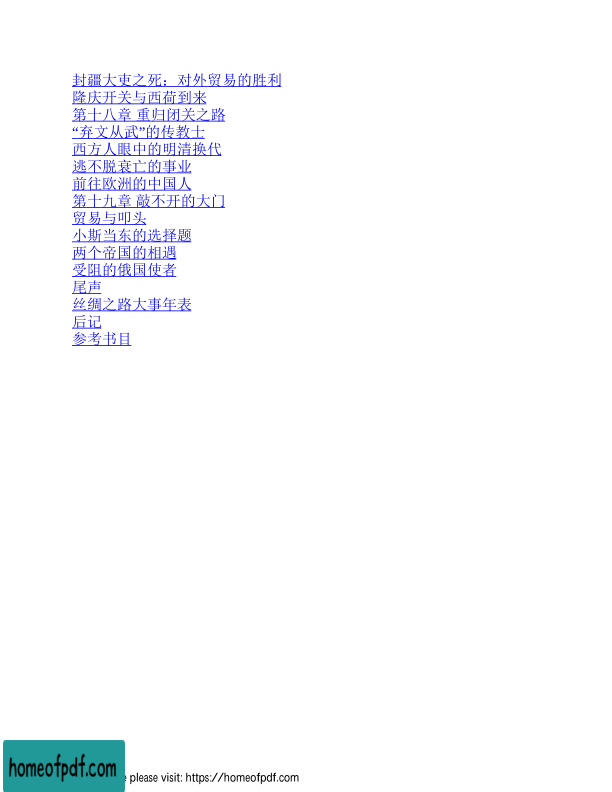 封疆大吏之死：对外贸易的胜利
隆庆开关与西荷到来
第十八章 重归闭关之路
“弃文从武”的传教士
西方人眼中的明清换代
逃不脱衰亡的事业
前往欧洲的中国人
第十九章 敲不开的大门
贸易与叩头
小斯当东的选择题
两个帝国的相遇
受阻的俄国使者
尾声
丝绸之路大事年表
后记
参考书目
homeofpdf.com
e please visit: https://homeofpdf.com